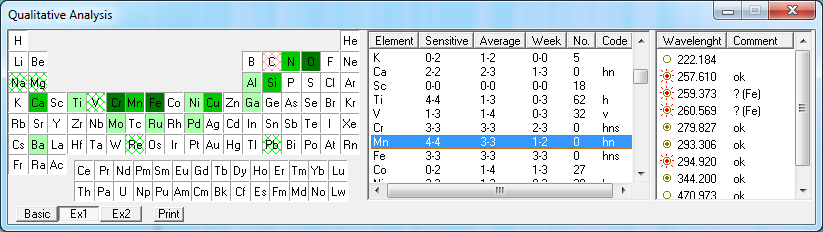 Qualitative Analysis
H He
Li Be B C N O F Ne
Na Mg Al Si P S Cl Ar
K Ca Sc Ti V Cr Mn Fe Co Ni Cu Zn Ga Ge As Se Br Kr
Rb Sr Y Zr Nb Mo Tc Ru Rh Pd Ag Cd In Sn Sb Te I Xe
Cs Ba La Hf Ta W Re Os Ir Pt Au Hg Tl Pb Bi Po At Rn
Fr Ra Ac
Ce Pr Nd Pm Sm Eu Gd Tb Dy Ho Er Tm Yb Lu
Th Pa U Np Pu Am Cm Bk Cf Es Fm Md No Lw
Basic Ex1 Ex2 Print
Element Sensitive Average Week No. Code
K 0-2 1-2 0-0 5
Ca 2-2 2-3 1-3 0 hn
Sc 0-0 0-0 0-0 18
Ti 4-4 1-3 0-3 62 h
V 1-3 1-4 0-3 32 v
Cr 3-3 3-3 2-3 0 hns
Mn 4-4 3-3 1-2 0 hn
Fe 3-3 3-3 3-3 0 hns
Co 0-2 1-4 1-3 27
Wavelenght Comment
222.184
257.610 ok
259.373 ? (Fe)
260.569 ? (Fe)
279.827 ok
293.306 ok
294.920 ok
344.200 ok
470.973 ok